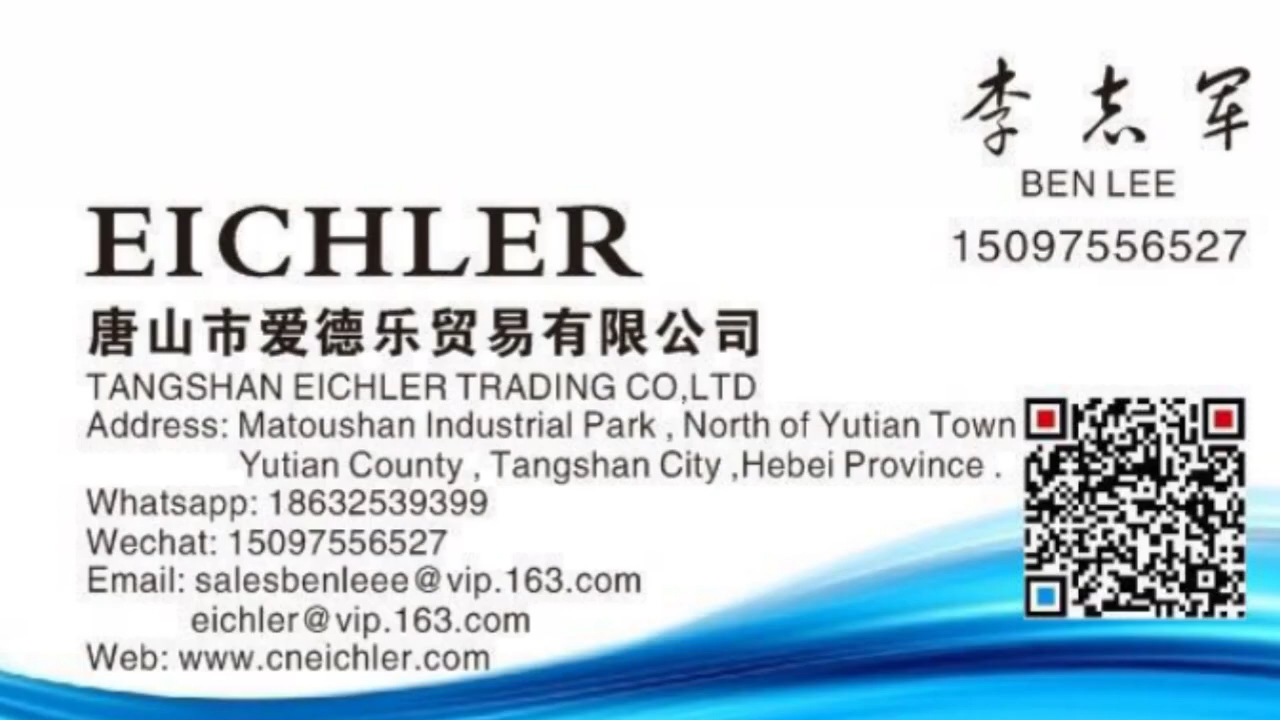 李志军
BEN LEE
15097556527
EICHLER
唐山市爱德乐贸易有限公司
TANGSHAN EICHLER TRADING CO,LTD
Address: Matoushan Industrial Park , North of Yutian Town
Yutian County , Tangshan City ,Hebei Province .
Whatsapp: 18632539399
Wechat: 15097556527
Email: salesbenleee@vip.163.com
eichler@vip.163.com
Web: www.cneichler.com